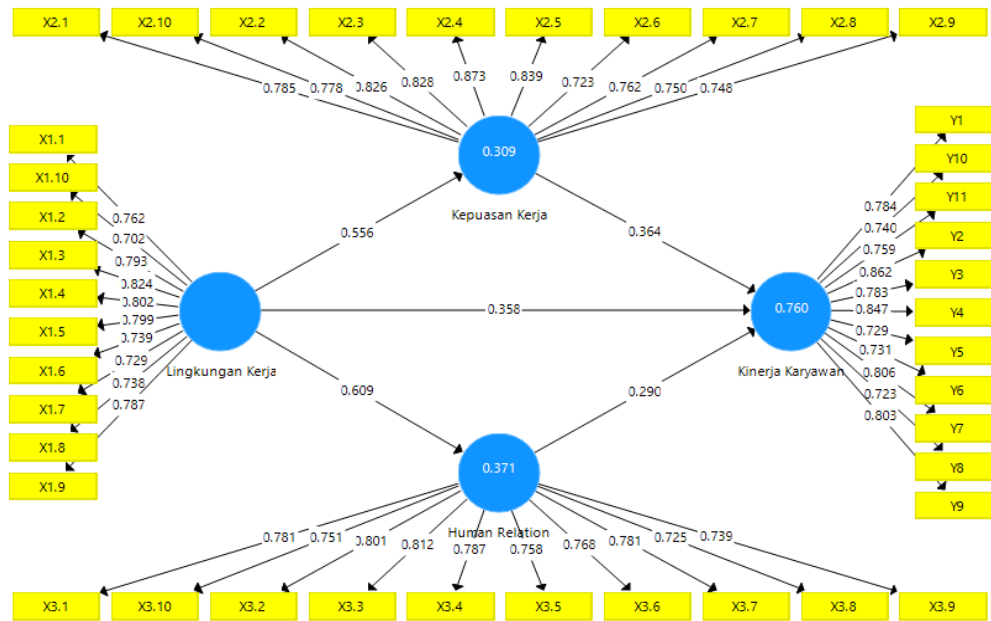 X2.1 X2.10 X2.2 X2.3 X2.4 X2.5 X2.6 X2.7 X2.8 X2.9
0.785 0.778 0.826 0.828 0.873 0.839 0.723 0.762 0.750 0.748
0.309
Kepuasan Kerja
X1.1
X1.10
X1.2
X1.3
X1.4
X1.5
X1.6
X1.7
X1.8
X1.9
0.762
0.702
0.793
0.824
0.802
0.799
0.739
0.729
0.738
0.787
Lingkungan Kerja
0.556
0.364
0.358
0.609
0.290
0.760
Kinerja Karyawan
0.784
0.740
0.759
0.862
0.783
0.847
0.729
0.731
0.806
0.723
0.803
Y1
Y10
Y11
Y2
Y3
Y4
Y5
Y6
Y7
Y8
Y9
0.371
Human Relation
0.781 0.751 0.801 0.812 0.787 0.758 0.768 0.781 0.725 0.739
X3.1 X3.10 X3.2 X3.3 X3.4 X3.5 X3.6 X3.7 X3.8 X3.9